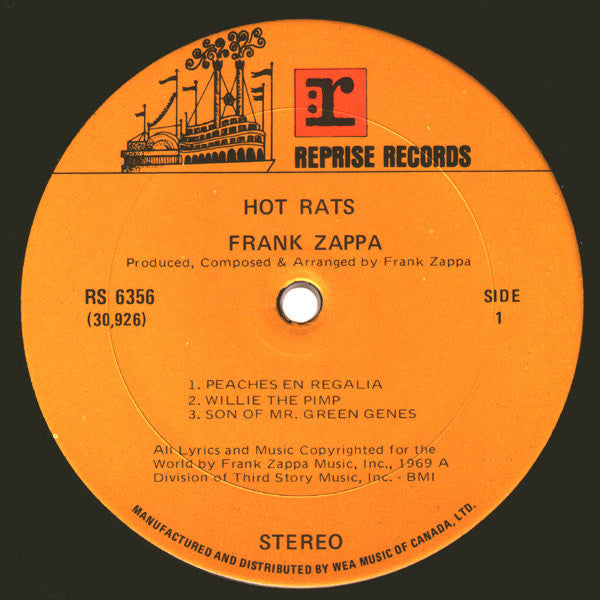 r
REPRISE RECORDS
HOT RATS
FRANK ZAPPA
Produced, Composed & Arranged by Frank Zappa
RS 6356
(30,926)
SIDE
1
1. PEACHES EN REGALIA
2. WILLIE THE PIMP
3. SON OF MR. GREEN GENES
All Lyrics and Music Copyrighted for the
World by Frank Zappa Music, Inc., 1969 A
Division of Third Story Music, Inc. - BMI
STEREO
MANUFACTURED AND DISTRIBUTED BY WEA MUSIC OF CANADA, LTD.